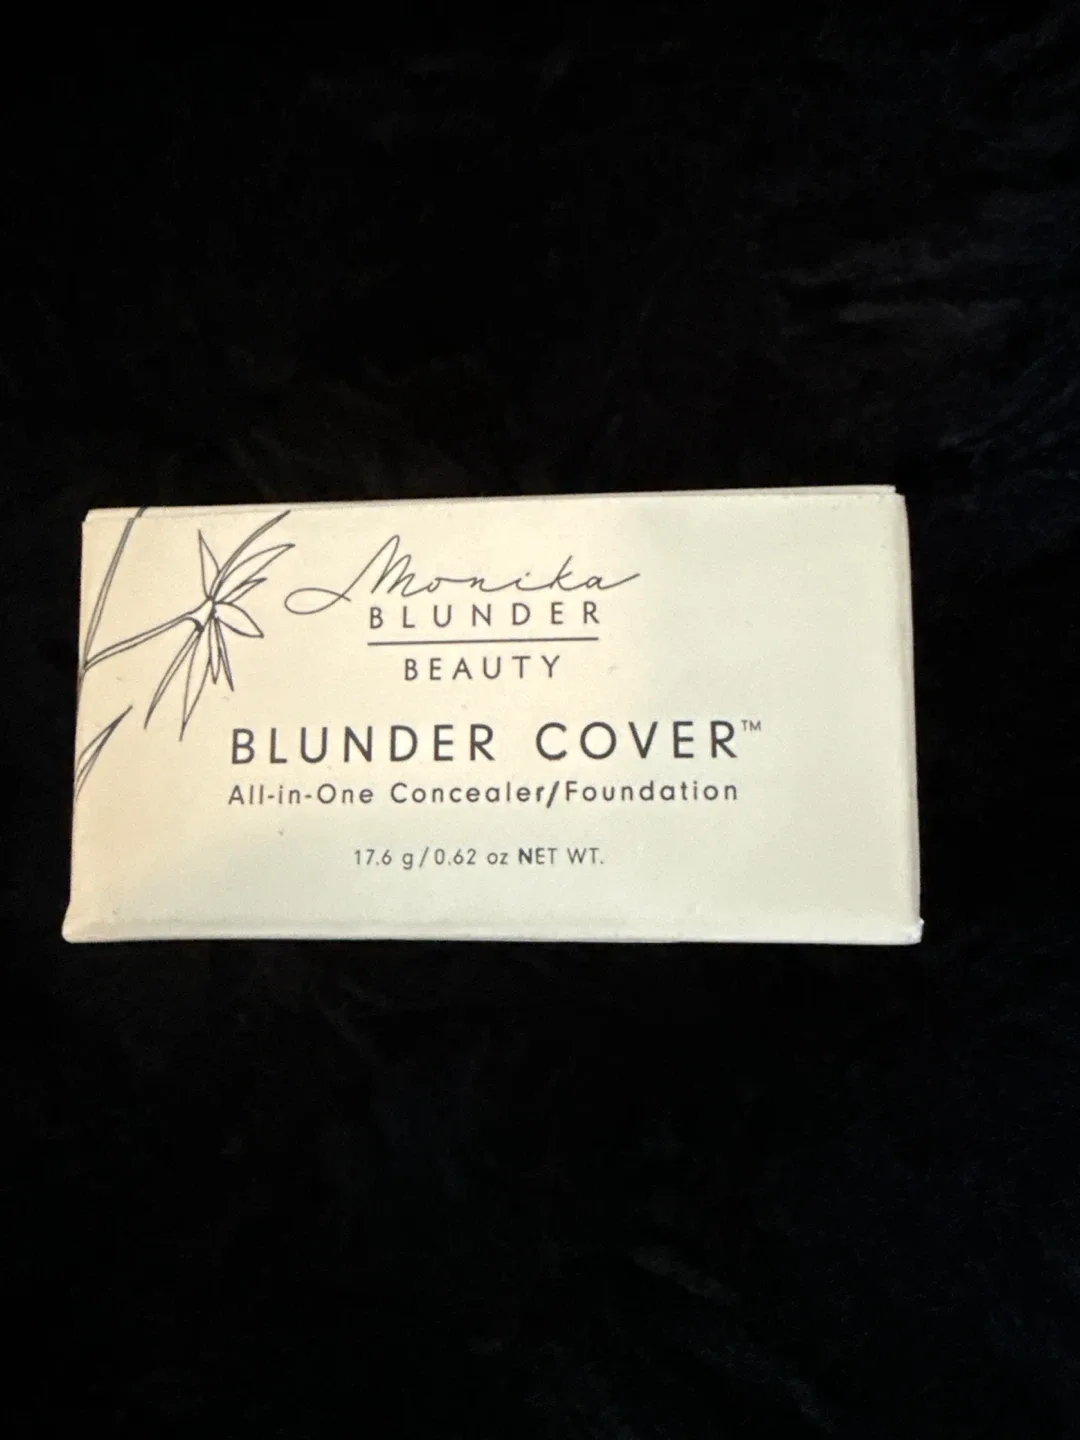 Monika
BLUNDER
BEAUTY
BLUNDER COVER™
All-in-One Concealer/Foundation
17.6 g/0.62 oz NET WT.